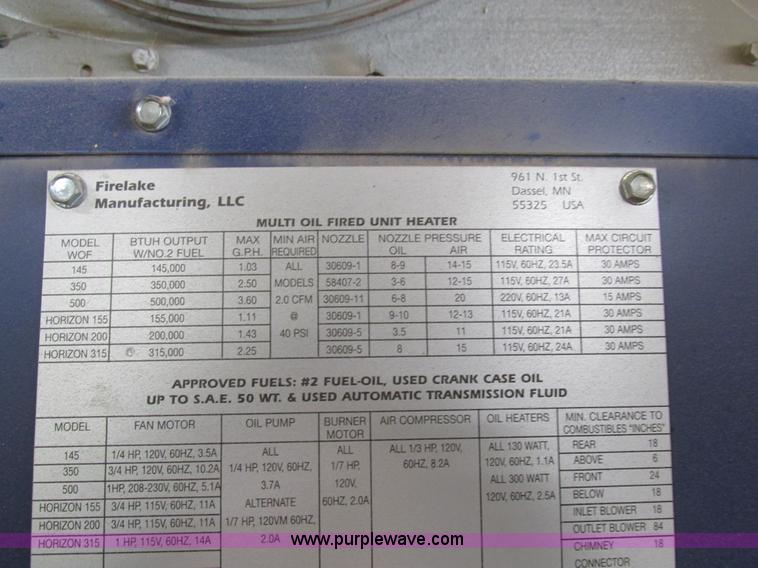 Firelake
Manufacturing, LLC
961 N. 1st St.
Dassel, MN
55325 USA
MULTI OIL FIRED UNIT HEATER
MODEL WOF BTUH OUTPUT W/NO.2 FUEL MAX G.P.H. MIN AIR REQUIRED NOZZLE NOZZLE PRESSURE OIL AIR ELECTRICAL RATING MAX CIRCUIT PROTECTOR
145 145,000 1.03 ALL 30609-1 8-9 14-15 115V, 60HZ, 23.5A 30 AMPS
350 350,000 2.50 MODELS 58407-2 3-6 12-15 115V, 60HZ, 27A 30 AMPS
500 500,000 3.60 2.0 CFM 30609-11 6-8 20 220V, 60HZ, 13A 15 AMPS
HORIZON 155 155,000 1.11 @ 30609-1 9-10 12-13 115V, 60HZ, 21A 30 AMPS
HORIZON 200 200,000 1.43 40 PSI 30609-5 3.5 11 115V, 60HZ, 21A 30 AMPS
HORIZON 315 315,000 2.25 30609-5 8 15 115V, 60HZ, 24A 30 AMPS
APPROVED FUELS: #2 FUEL-OIL, USED CRANK CASE OIL
UP TO S.A.E. 50 WT. & USED AUTOMATIC TRANSMISSION FLUID
MODEL FAN MOTOR OIL PUMP BURNER MOTOR AIR COMPRESSOR OIL HEATERS MIN. CLEARANCE TO COMBUSTIBLES "INCHES"
145 1/4 HP, 120V, 60HZ, 3.5A ALL ALL ALL 1/3 HP, 120V, ALL 130 WATT, REAR 18
350 3/4 HP, 120V, 60HZ, 10.2A 1/4 HP, 120V, 60HZ, 1/7 HP, 60HZ, 8.2A 120V, 60HZ, 1.1A ABOVE 6
500 1HP, 208-230V, 60HZ, 5.1A 3.7A 120V, ALL 300 WATT FRONT 24
HORIZON 155 3/4 HP, 115V, 60HZ, 11A ALTERNATE 60HZ, 2.0A 120V, 60HZ, 2.5A BELOW 18
INLET BLOWER 18
HORIZON 200 3/4 HP, 115V, 60HZ, 11A 1/7 HP, 120VM 60HZ, OUTLET BLOWER 84
HORIZON 315 1 HP, 115V, 60HZ, 14A 2.0A CHIMNEY 18
CONNECTOR
www.purplewave.com